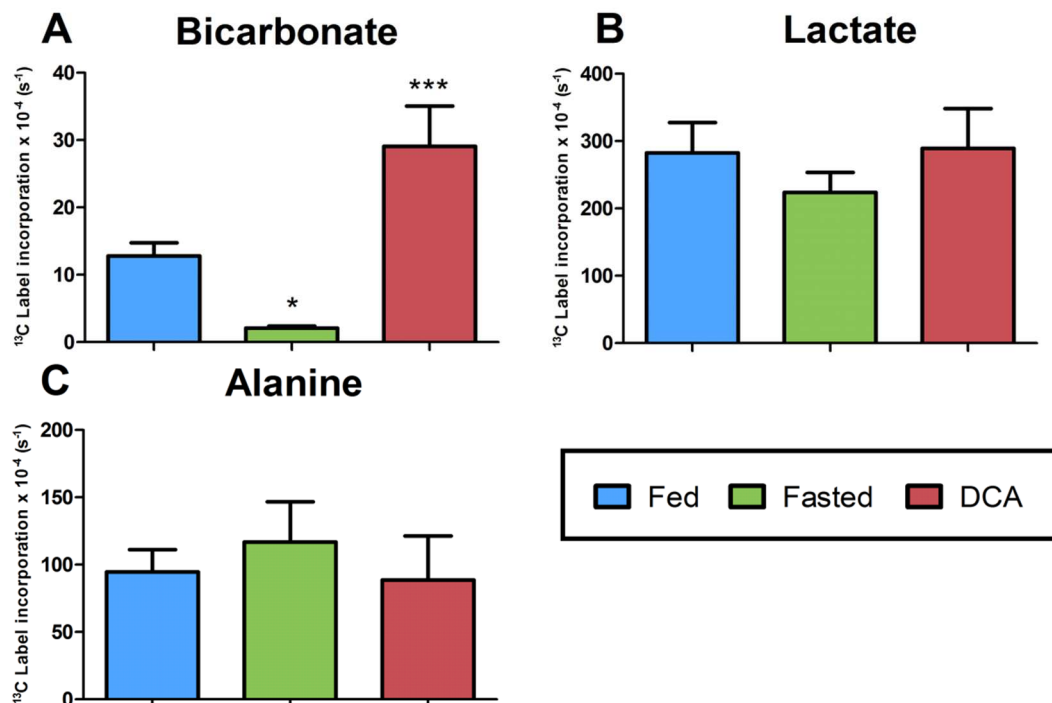 A Bicarbonate
¹³C Label incorporation x 10⁻⁴ (s⁻¹)
40
30
20
10
0
*
***
B Lactate
¹³C Label incorporation x 10⁻⁴ (s⁻¹)
400
300
200
100
0
C Alanine
¹³C Label incorporation x 10⁻⁴ (s⁻¹)
200
150
100
50
0
Fed Fasted DCA